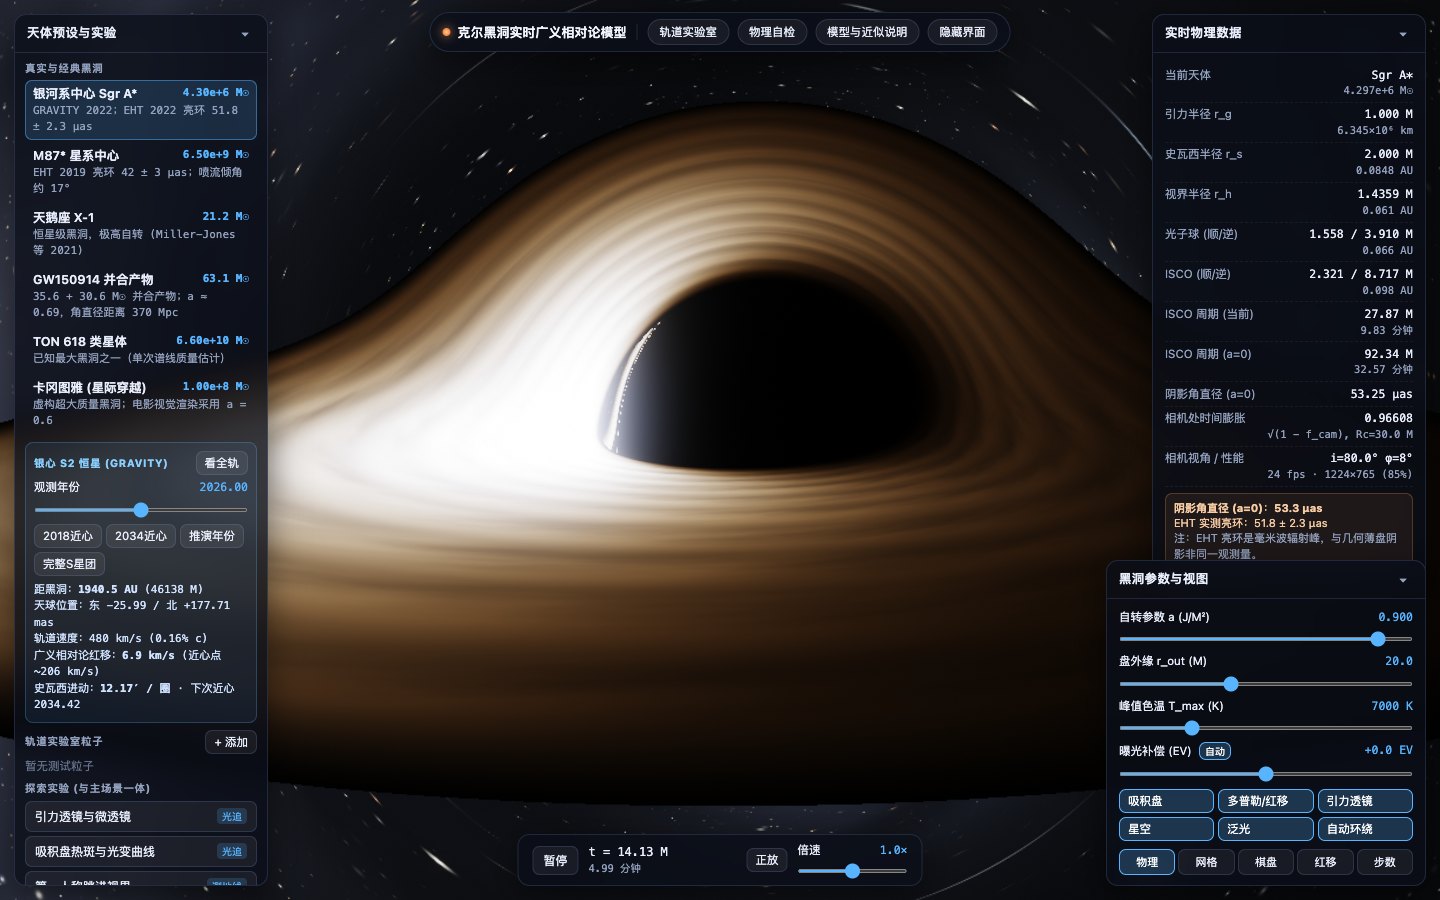 天体预设与实验
真实与经典黑洞
银河系中心 Sgr A* 4.30e+6 M☉
GRAVITY 2022; EHT 2022 亮环 51.8
± 2.3 μas
M87* 星系中心 6.50e+9 M☉
EHT 2019 亮环 42 ± 3 μas; 喷流倾角
约 17°
天鹅座 X-1 21.2 M☉
恒星级黑洞, 极高自转 (Miller-Jones
等 2021)
GW150914 并合产物 63.1 M☉
35.6 + 30.6 M☉ 并合产物; a ≈
0.69, 角直径距离 370 Mpc
TON 618 类星体 6.60e+10 M☉
已知最大黑洞之一 (单次谱线质量估计)
卡冈图雅 (星际穿越) 1.00e+8 M☉
虚构超大质量黑洞; 电影视觉渲染采用 a =
0.6
银心 S2 恒星 (GRAVITY) 看全轨
观测年份 2026.00
2018近心 2034近心 推演年份
完整S星团
距黑洞: 1940.5 AU (46138 M)
天球位置: 东 -25.99 / 北 +177.71
mas
轨道速度: 480 km/s (0.16% c)
广义相对论红移: 6.9 km/s (近心点
~206 km/s)
史瓦西进动: 12.17′ / 圈 · 下次近心
2034.42
轨道实验室粒子 + 添加
暂无测试粒子
探索实验 (与主场景一体)
引力透镜与微透镜 光追
吸积盘热斑与光变曲线 光追
克尔黑洞实时广义相对论模型 轨道实验室 物理自检 模型与近似说明 隐藏界面
暂停 t = 14.13 M
4.99 分钟
正放 倍速 1.0×
实时物理数据
当前天体 Sgr A*
4.297e+6 M☉
引力半径 r_g 1.000 M
6.345×10⁶ km
史瓦西半径 r_s 2.000 M
0.0848 AU
视界半径 r_h 1.4359 M
0.061 AU
光子球 (顺/逆) 1.558 / 3.910 M
0.066 AU
ISCO (顺/逆) 2.321 / 8.717 M
0.098 AU
ISCO 周期 (当前) 27.87 M
9.83 分钟
ISCO 周期 (a=0) 92.34 M
32.57 分钟
阴影角直径 (a=0) 53.25 μas
相机处时间膨胀 0.96608
√(1 − f_cam), Rc=30.0 M
相机视角 / 性能 i=80.0° φ=8°
24 fps · 1224×765 (85%)
阴影角直径 (a=0): 53.3 μas
EHT 实测亮环: 51.8 ± 2.3 μas
注: EHT 亮环是毫米波辐射峰, 与几何薄盘阴
影非同一观测量。
黑洞参数与视图
自转参数 a (J/M²) 0.900
盘外缘 r_out (M) 20.0
峰值色温 T_max (K) 7000 K
曝光补偿 (EV) 自动 +0.0 EV
吸积盘 多普勒/红移 引力透镜
星空 泛光 自动环绕
物理 网格 棋盘 红移 步数